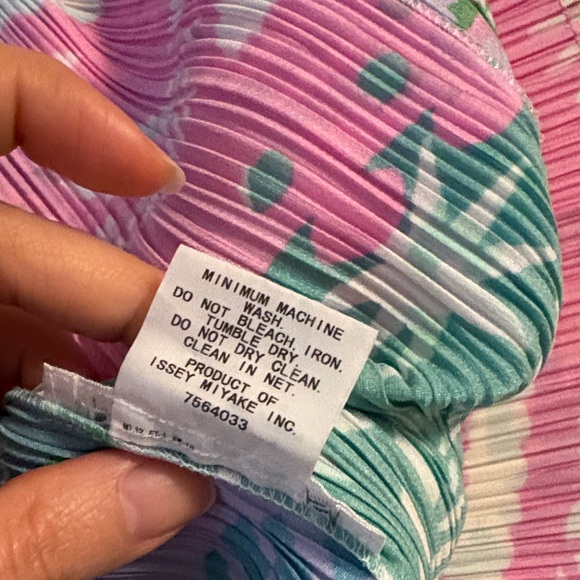 MINIMUM MACHINE
WASH.
DO NOT BLEACH, IRON.
TUMBLE DRY.
DO NOT DRY CLEAN.
CLEAN IN NET.
PRODUCT OF
ISSEY MIYAKE INC.
7564033